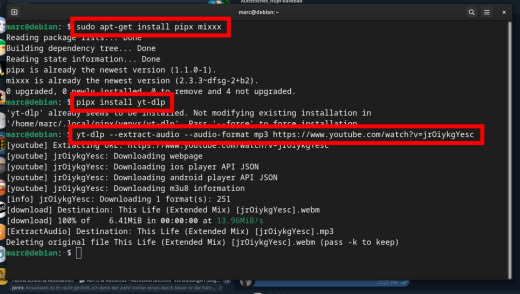 marc@debian: ~
marc@debian:~$ sudo apt-get install pipx mixxx
Reading package lists... Done
Building dependency tree... Done
Reading state information... Done
pipx is already the newest version (1.1.0-1).
mixxx is already the newest version (2.3.3~dfsg-2+b2).
0 upgraded, 0 newly installed, 0 to remove and 4 not upgraded.
marc@debian:~$ pipx install yt-dlp
'yt-dlp' already seems to be installed. Not modifying existing installation in
'/home/marc/.local/pipx/venvs/yt-dlp'. Pass '--force' to force installation.
marc@debian:~$ yt-dlp --extract-audio --audio-format mp3 https://www.youtube.com/watch?v=jrOiykgYesc
[youtube] Extracting URL: https://www.youtube.com/watch?v=jrOiykgYesc
[youtube] jrOiykgYesc: Downloading webpage
[youtube] jrOiykgYesc: Downloading ios player API JSON
[youtube] jrOiykgYesc: Downloading android player API JSON
[youtube] jrOiykgYesc: Downloading m3u8 information
[info] jrOiykgYesc: Downloading 1 format(s): 251
[download] Destination: This Life (Extended Mix) [jrOiykgYesc].webm
[download] 100% of    6.41MiB in 00:00:00 at 13.96MiB/s
[ExtractAudio] Destination: This Life (Extended Mix) [jrOiykgYesc].mp3
Deleting original file This Life (Extended Mix) [jrOiykgYesc].webm (pass -k to keep)
marc@debian:~$